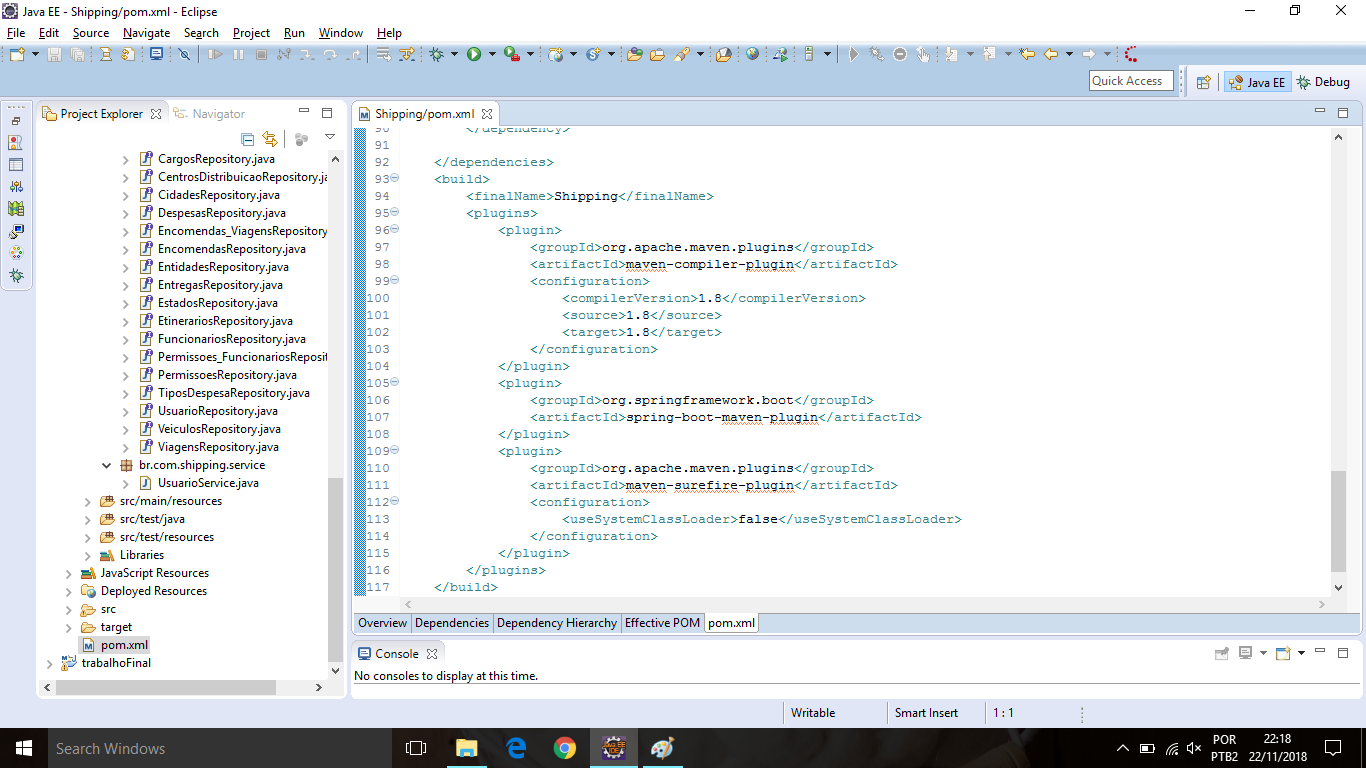 Java EE - Shipping/pom.xml - Eclipse
File Edit Source Navigate Search Project Run Window Help
Quick Access
Java EE
Debug
Project Explorer
Navigator
CargosRepository.java
CentrosDistribuicaoRepository.ja
CidadesRepository.java
DespesasRepository.java
Encomendas_ViagensRepository
EncomendasRepository.java
EntidadesRepository.java
EntregasRepository.java
EstadosRepository.java
EtinerariosRepository.java
FuncionariosRepository.java
Permissoes_FuncionariosReposit
PermissoesRepository.java
TiposDespesaRepository.java
UsuarioRepository.java
VeiculosRepository.java
ViagensRepository.java
br.com.shipping.service
UsuarioService.java
src/main/resources
src/test/java
src/test/resources
Libraries
JavaScript Resources
Deployed Resources
src
target
pom.xml
trabalhoFinal
Shipping/pom.xml
90 </dependency>
91
92 </dependencies>
93 <build>
94 <finalName>Shipping</finalName>
95 <plugins>
96 <plugin>
97 <groupId>org.apache.maven.plugins</groupId>
98 <artifactId>maven-compiler-plugin</artifactId>
99 <configuration>
100 <compilerVersion>1.8</compilerVersion>
101 <source>1.8</source>
102 <target>1.8</target>
103 </configuration>
104 </plugin>
105 <plugin>
106 <groupId>org.springframework.boot</groupId>
107 <artifactId>spring-boot-maven-plugin</artifactId>
108 </plugin>
109 <plugin>
110 <groupId>org.apache.maven.plugins</groupId>
111 <artifactId>maven-surefire-plugin</artifactId>
112 <configuration>
113 <useSystemClassLoader>false</useSystemClassLoader>
114 </configuration>
115 </plugin>
116 </plugins>
117 </build>
Overview Dependencies Dependency Hierarchy Effective POM pom.xml
Console
No consoles to display at this time.
Writable Smart Insert 1 : 1
Search Windows
POR
PTB2
22:18
22/11/2018